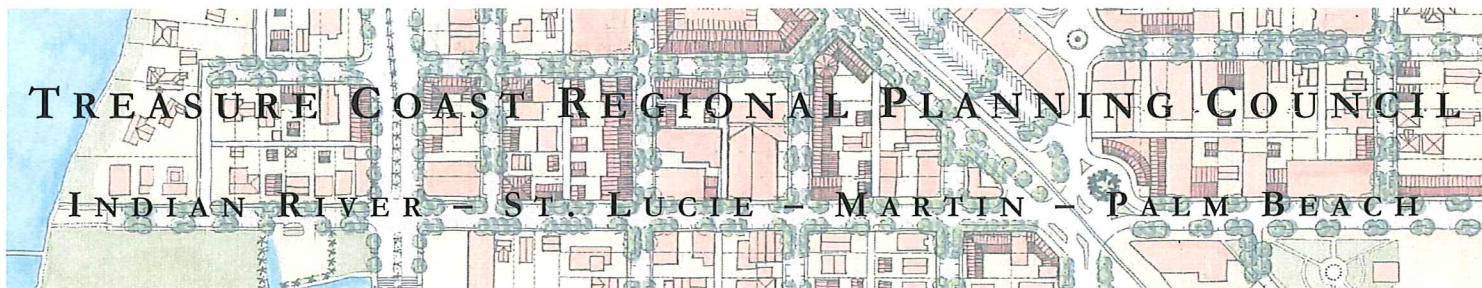 TREASURE COAST REGIONAL PLANNING COUNCIL
INDIAN RIVER – ST. LUCIE – MARTIN – PALM BEACH